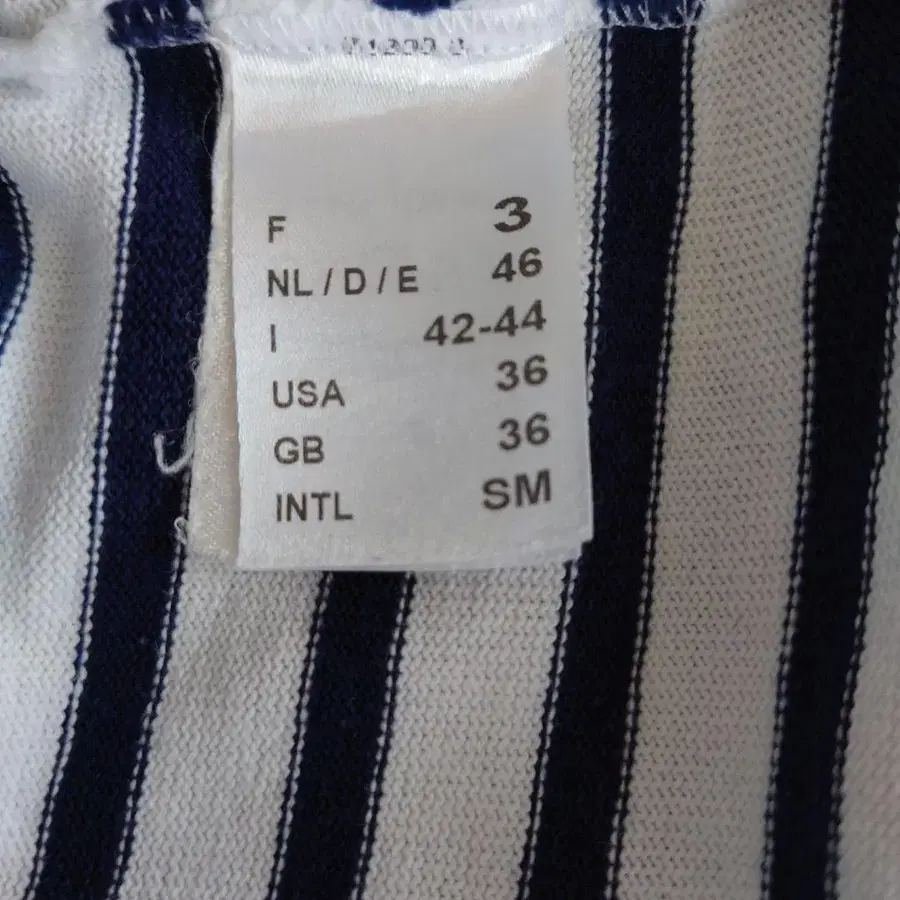 F 3
NL / D / E 46
I 42-44
USA 36
GB 36
INTL SM